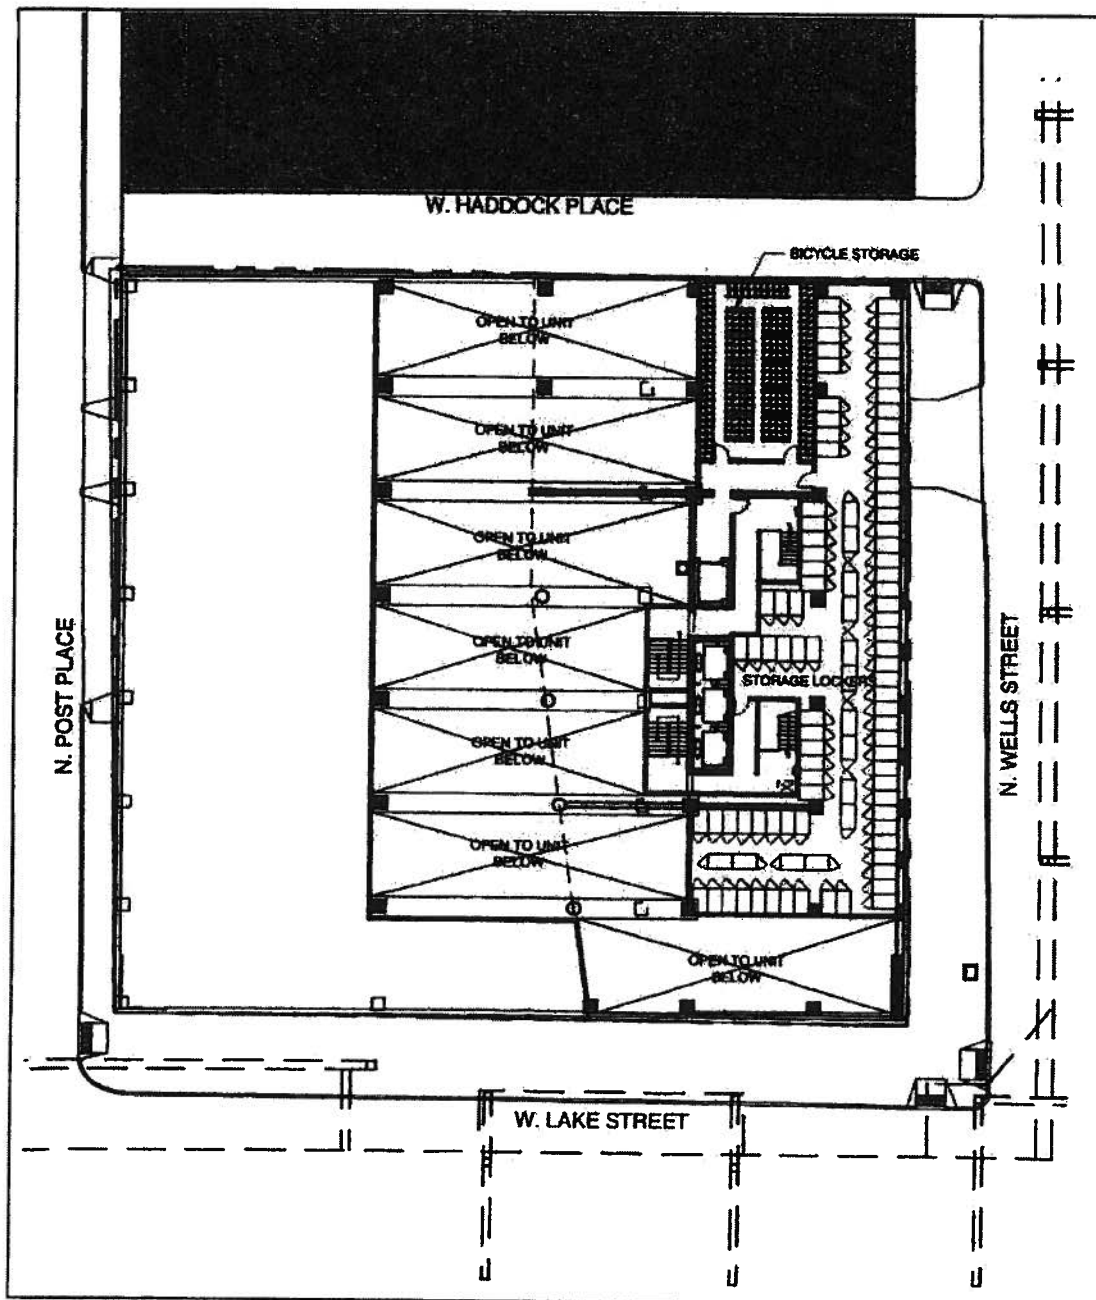 W. HADDOCK PLACE
BICYCLE STORAGE
OPEN TO UNIT
BELOW
OPEN TO UNIT
BELOW
OPEN TO UNIT
BELOW
OPEN TO UNIT
BELOW
STORAGE LOCKERS
N. POST PLACE
N. WELLS STREET
OPEN TO UNIT
BELOW
OPEN TO UNIT
BELOW
OPEN TO UNIT
BELOW
W. LAKE STREET